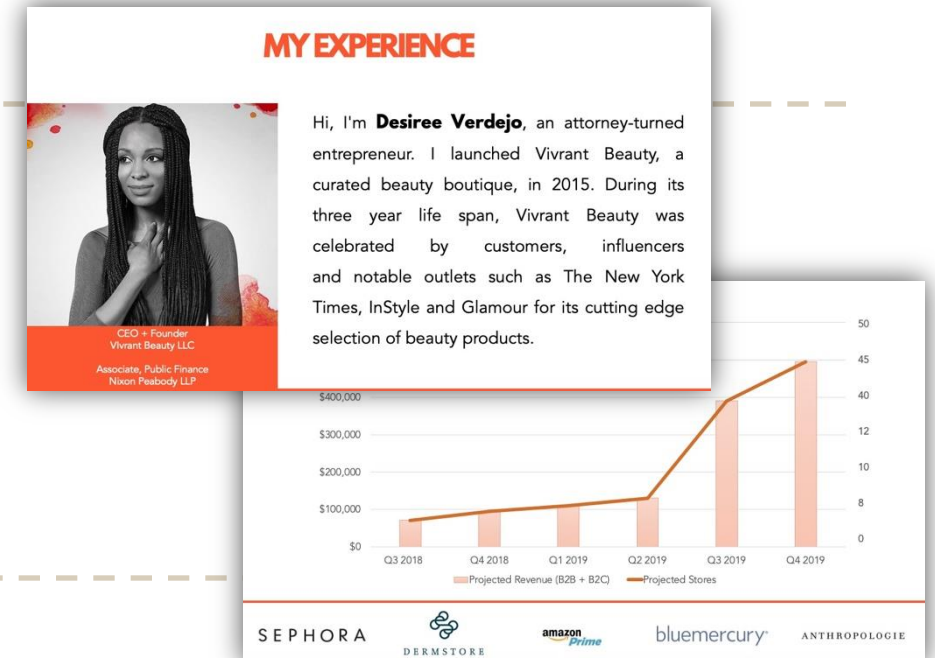 MY EXPERIENCE
Hi, I'm Desiree Verdejo, an attorney-turned
entrepreneur. I launched Vivrant Beauty, a
curated beauty boutique, in 2015. During its
three year life span, Vivrant Beauty was
celebrated by customers, influencers
and notable outlets such as The New York
Times, InStyle and Glamour for its cutting edge
selection of beauty products.
CEO + Founder
VIvrant Beauty LLC
Associate, Public Finance
Nixon Peabody LLP
$400,000
$300,000
$200,000
$100,000
$0
50
45
40
12
10
8
0
Q3 2018 Q4 2018 Q1 2019 Q2 2019 Q3 2019 Q4 2019
Projected Revenue (B2B + B2C) Projected Stores
SEPHORA DERMSTORE amazon Prime bluemercury ANTHROPOLOGIE